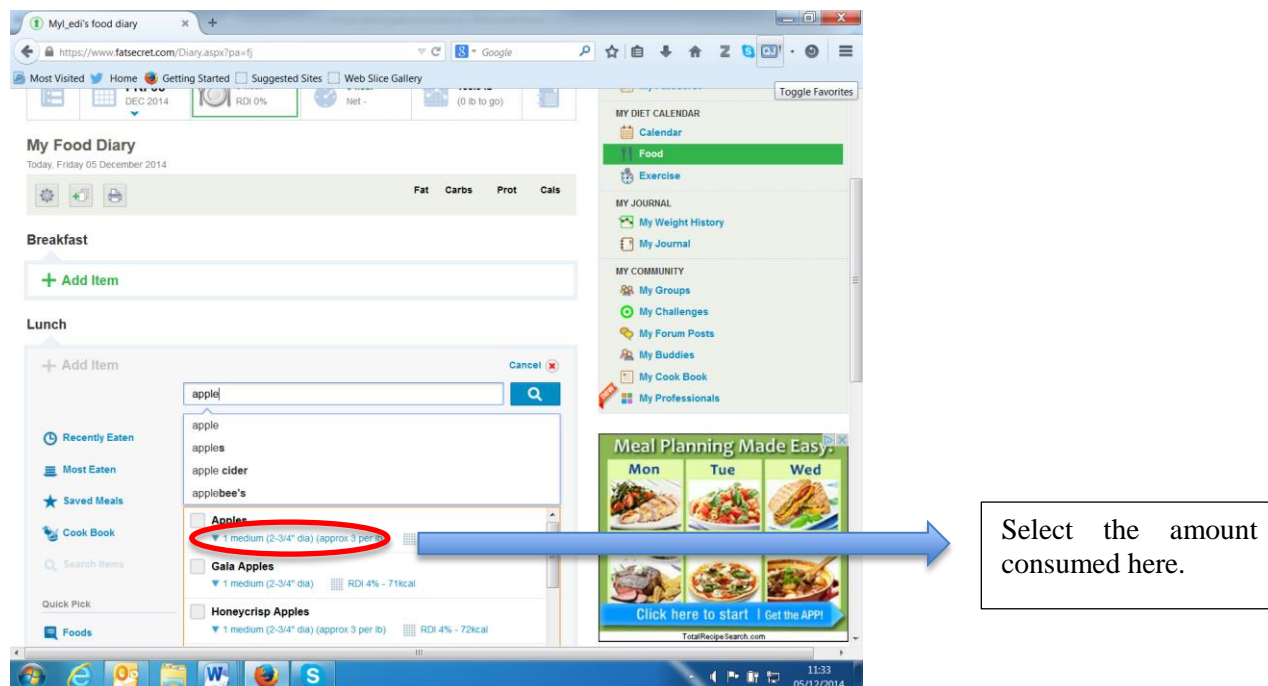 MyI_edi's food diary
https://www.fatsecret.com/Diary.aspx?pa=fj
Google
Most Visited Home Getting Started Suggested Sites Web Slice Gallery
Toggle Favorites
DEC 2014
RDI 0%
Net -
(0 lb to go)
My Food Diary
Today, Friday 05 December 2014
Fat Carbs Prot Cals
Breakfast
+ Add Item
Lunch
+ Add Item
Cancel
apple
apple
apples
apple cider
applebee's
Recently Eaten
Most Eaten
Saved Meals
Cook Book
Search Items
Quick Pick
Foods
Apples
1 medium (2-3/4" dia) (approx 3 per lb)
Gala Apples
1 medium (2-3/4" dia) RDI 4% - 71kcal
Honeycrisp Apples
1 medium (2-3/4" dia) (approx 3 per lb) RDI 4% - 72kcal
MY DIET CALENDAR
Calendar
Food
Exercise
MY JOURNAL
My Weight History
My Journal
MY COMMUNITY
My Groups
My Challenges
My Forum Posts
My Buddies
My Cook Book
My Professionals
Meal Planning Made Easy!
Mon Tue Wed
Click here to start | Get the APP!
TotalRecipeSearch.com
11:33
05/12/2014
Select the amount
consumed here.